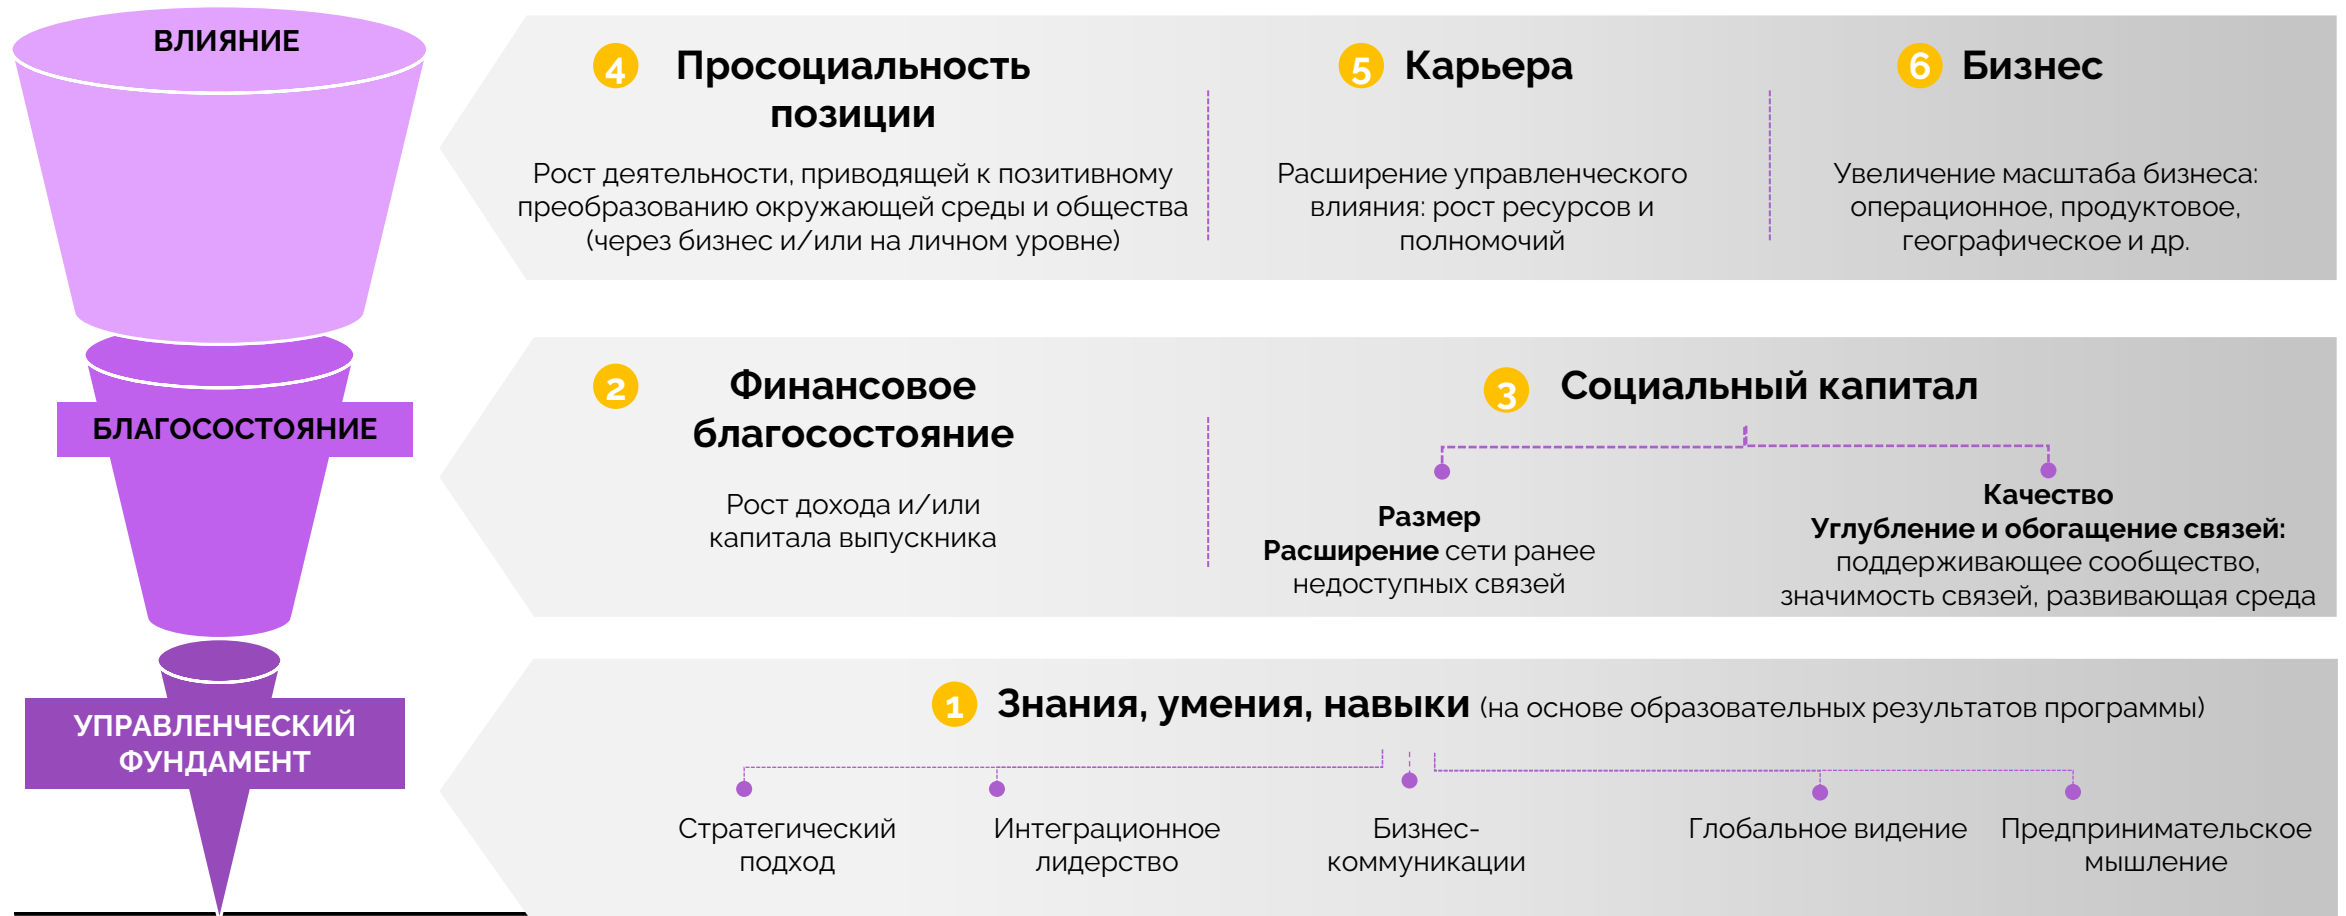 ВЛИЯНИЕ
4 Просоциальность
позиции
Рост деятельности, приводящей к позитивному
преобразованию окружающей среды и общества
(через бизнес и/или на личном уровне)
5 Карьера
Расширение управленческого
влияния: рост ресурсов и
полномочий
6 Бизнес
Увеличение масштаба бизнеса:
операционное, продуктовое,
географическое и др.
БЛАГОСОСТОЯНИЕ
2 Финансовое
благосостояние
Рост дохода и/или
капитала выпускника
3 Социальный капитал
Размер
Расширение сети ранее
недоступных связей
Качество
Углубление и обогащение связей:
поддерживающее сообщество,
значимость связей, развивающая среда
УПРАВЛЕНЧЕСКИЙ
ФУНДАМЕНТ
1 Знания, умения, навыки (на основе образовательных результатов программы)
Стратегический
подход
Интеграционное
лидерство
Бизнес-
коммуникации
Глобальное видение
Предпринимательское
мышление